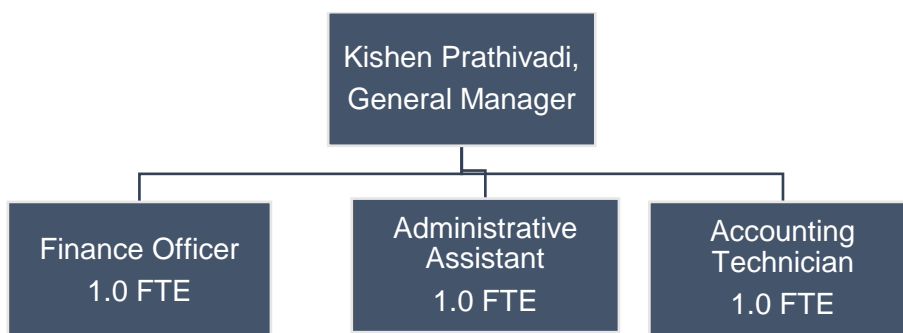 Kishen Prathivadi,
General Manager
Finance Officer
1.0 FTE
Administrative
Assistant
1.0 FTE
Accounting
Technician
1.0 FTE